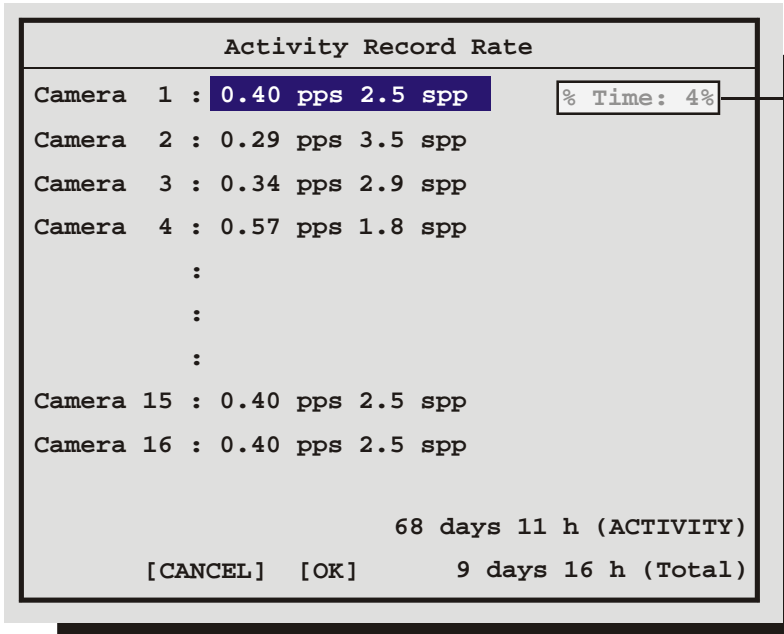 Activity Record Rate
Camera 1 : 0.40 pps 2.5 spp % Time: 4%
Camera 2 : 0.29 pps 3.5 spp
Camera 3 : 0.34 pps 2.9 spp
Camera 4 : 0.57 pps 1.8 spp
:
:
:
Camera 15 : 0.40 pps 2.5 spp
Camera 16 : 0.40 pps 2.5 spp
68 days 11 h (ACTIVITY)
[CANCEL] [OK] 9 days 16 h (Total)